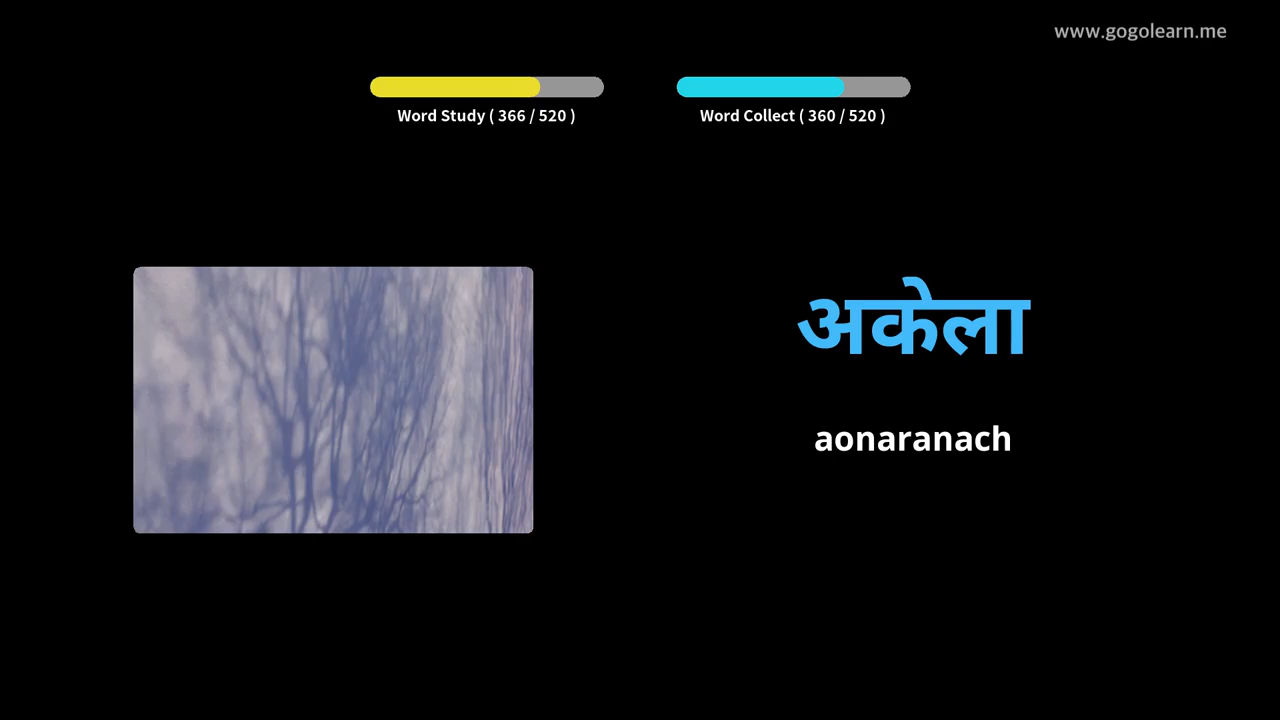 www.gogolearn.me
Word Study ( 366 / 520 )
Word Collect ( 360 / 520 )
अकेला
aonaranach